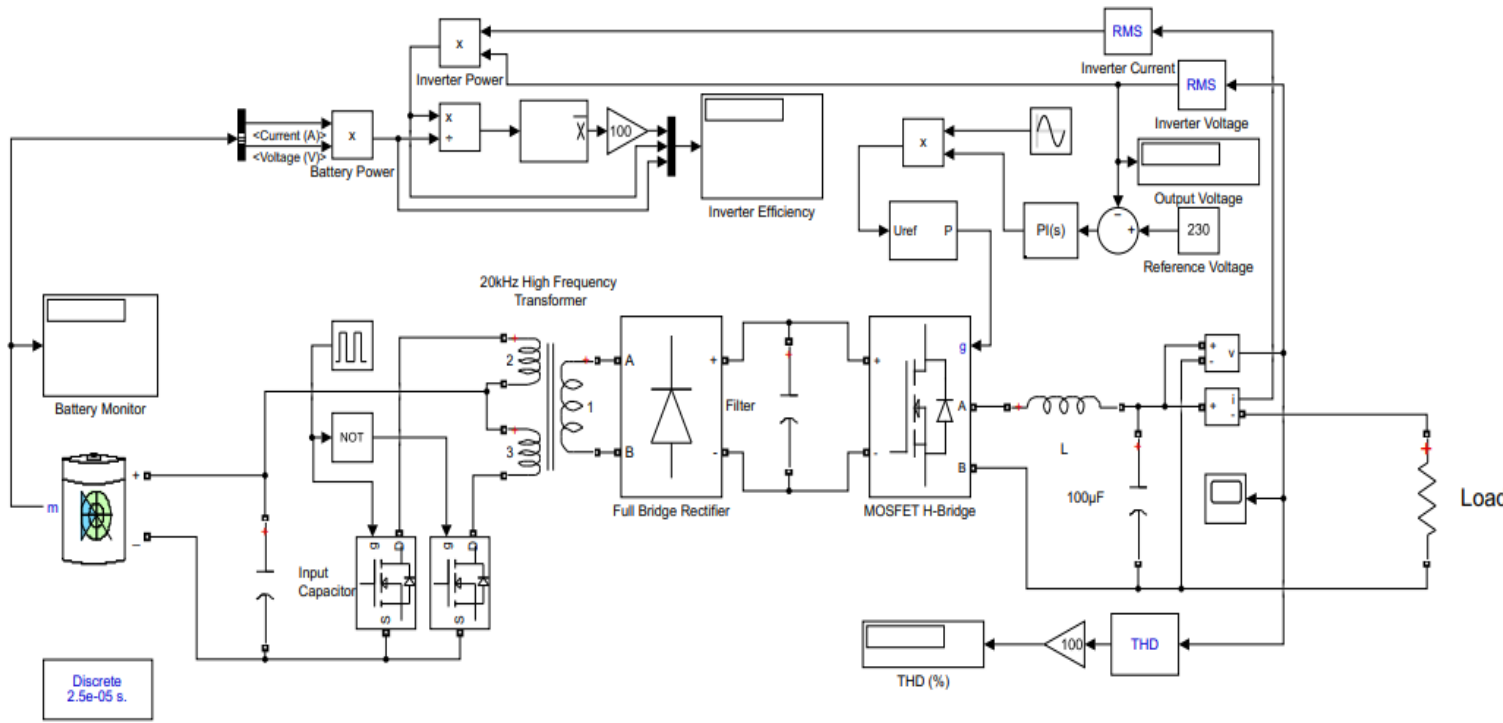 RMS
Inverter Current
x
Inverter Power
RMS
Inverter Voltage
<Current (A)>
<Voltage (V)>
x
Battery Power
x
÷
x
100
Inverter Efficiency
x
Output Voltage
Uref
P
PI(s)
−
+
230
Reference Voltage
20kHz High Frequency
Transformer
Battery Monitor
NOT
+
2
+
3
+
1
A
B
+
-
Full Bridge Rectifier
Filter
+
+
-
g
A
B
MOSFET H-Bridge
+
L
+
-
v
+
i
-
+
100µF
+
Load
m
+
_
+
Input
Capacitor
g
D
S
g
D
S
Discrete
2.5e-05 s.
THD (%)
100
THD